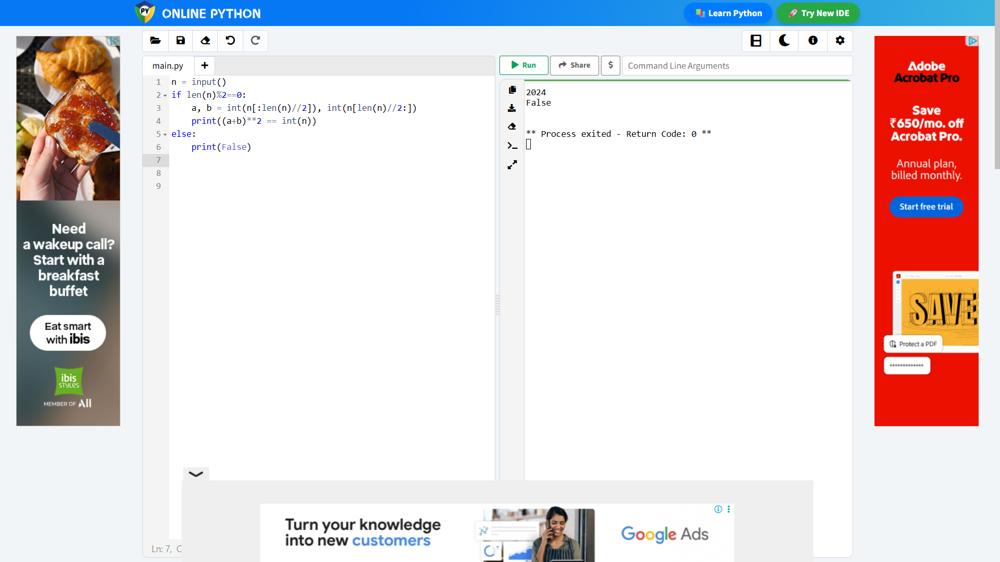 PY ONLINE PYTHON
Learn Python
Try New IDE
main.py
+
Run
Share
$
Command Line Arguments
1 n = input()
2 if len(n)%2==0:
3     a, b = int(n[:len(n)//2]), int(n[len(n)//2:])
4     print((a+b)**2 == int(n))
5 else:
6     print(False)
7
8
9
2024
False
** Process exited - Return Code: 0 **
Need
a wakeup call?
Start with a
breakfast
buffet
Eat smart
with ibis
ibis
STYLES
MEMBER OF All
Adobe
Acrobat Pro
Save
₹650/mo. off
Acrobat Pro.
Annual plan,
billed monthly.
Start free trial
SAVE
Protect a PDF
*************
Turn your knowledge
into new customers
Google Ads
Ln: 7, C